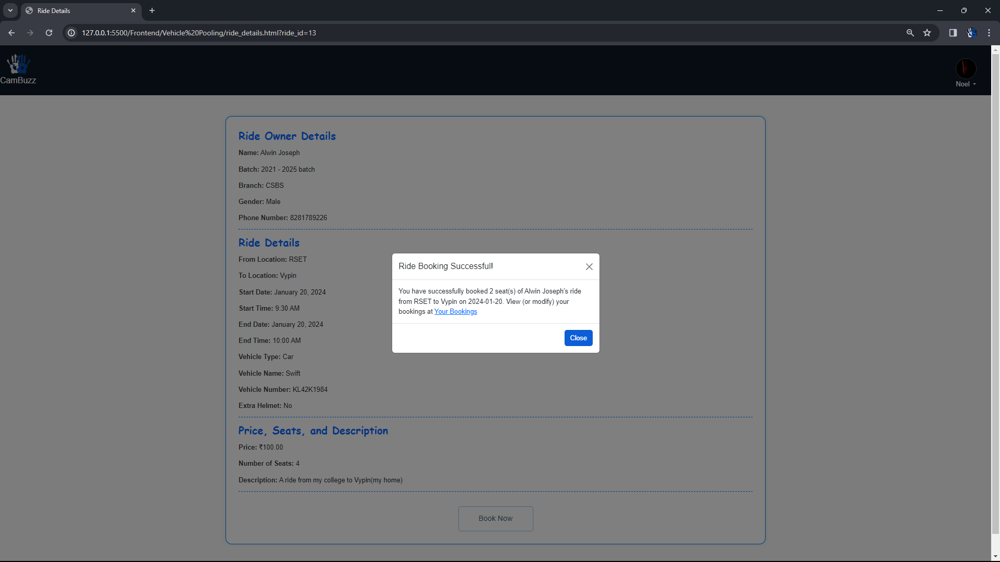 Ride Details
127.0.0.1:5500/Frontend/Vehicle%20Pooling/ride_details.html?ride_id=13
CamBuzz
Noel
Ride Owner Details
Name: Alwin Joseph
Batch: 2021 - 2025 batch
Branch: CSBS
Gender: Male
Phone Number: 8281789226
Ride Details
From Location: RSET
To Location: Vypin
Start Date: January 20, 2024
Start Time: 9:30 AM
End Date: January 20, 2024
End Time: 10:00 AM
Vehicle Type: Car
Vehicle Name: Swift
Vehicle Number: KL42K1984
Extra Helmet: No
Ride Booking Successful!
You have successfully booked 2 seat(s) of Alwin Joseph's ride
from RSET to Vypin on 2024-01-20. View (or modify) your
bookings at Your Bookings
Close
Price, Seats, and Description
Price: ₹100.00
Number of Seats: 4
Description: A ride from my college to Vypin(my home)
Book Now